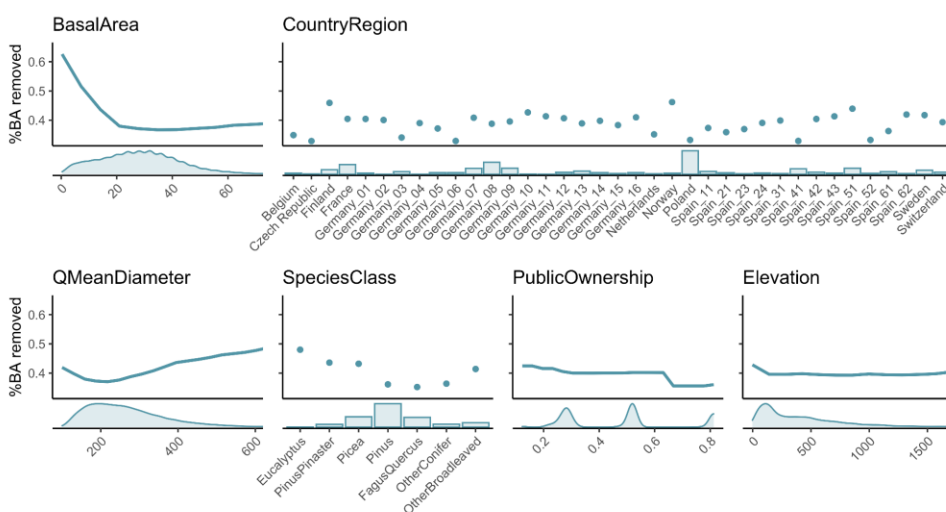 BasalArea
CountryRegion
%BA removed
0.6
0.5
0.4
0
20
40
60
Belgium
Czech Republic
Finland
France
Germany_01
Germany_02
Germany_03
Germany_04
Germany_05
Germany_06
Germany_07
Germany_08
Germany_09
Germany_10
Germany_11
Germany_12
Germany_13
Germany_14
Germany_15
Germany_16
Netherlands
Norway
Poland
Spain_11
Spain_21
Spain_23
Spain_24
Spain_31
Spain_41
Spain_42
Spain_43
Spain_51
Spain_52
Spain_61
Spain_62
Sweden
Switzerland
QMeanDiameter
SpeciesClass
PublicOwnership
Elevation
%BA removed
0.6
0.4
200
400
600
Eucalyptus
PinusPinaster
Picea
Pinus
FagusQuercus
OtherConifer
OtherBroadleaved
0.2
0.4
0.6
0.8
0
500
1000
1500